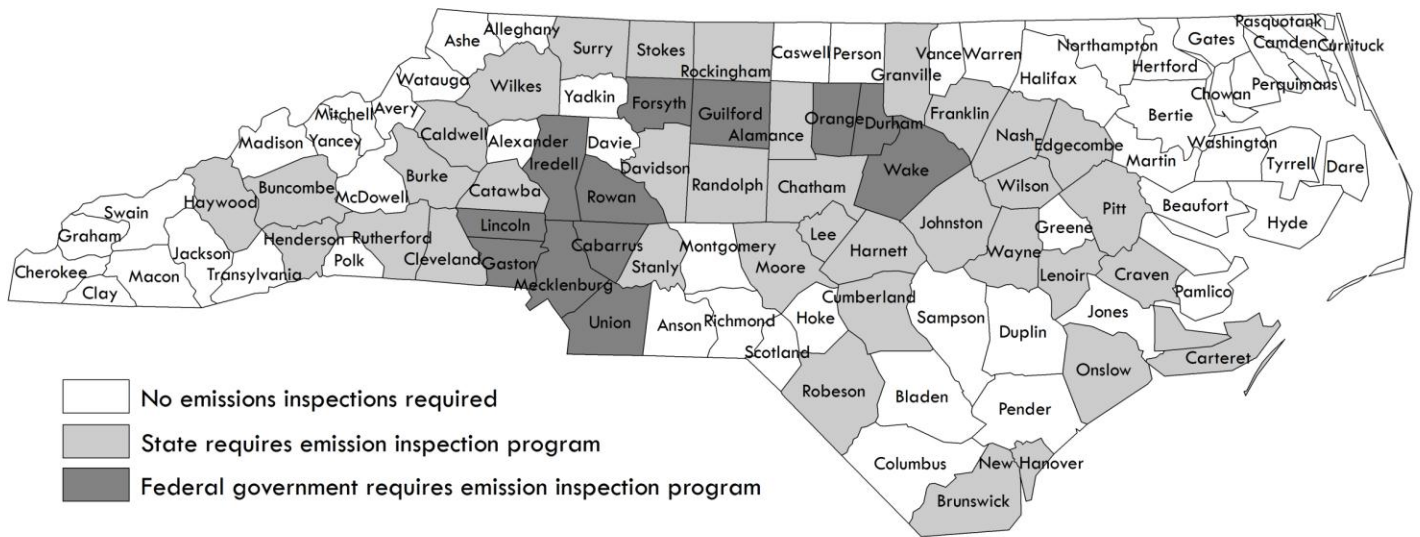 Ashe
Alleghany
Surry
Stokes
Rockingham
Caswell
Person
Granville
Vance
Warren
Northampton
Halifax
Hertford
Gates
Pasquotank
Camden
Currituck
Chowan
Perquimans
Watauga
Wilkes
Yadkin
Forsyth
Guilford
Alamance
Orange
Durham
Franklin
Nash
Edgecombe
Bertie
Mitchell
Avery
Caldwell
Alexander
Iredell
Davie
Davidson
Randolph
Chatham
Wake
Wilson
Martin
Washington
Tyrrell
Dare
Madison
Yancey
McDowell
Burke
Catawba
Rowan
Johnston
Pitt
Beaufort
Hyde
Swain
Haywood
Buncombe
Graham
Jackson
Henderson
Rutherford
Polk
Cleveland
Lincoln
Gaston
Cabarrus
Mecklenburg
Stanly
Montgomery
Moore
Lee
Harnett
Wayne
Greene
Lenoir
Craven
Pamlico
Cherokee
Clay
Macon
Transylvania
Union
Anson
Richmond
Scotland
Hoke
Cumberland
Sampson
Duplin
Jones
Carteret
Onslow
Robeson
Bladen
Pender
Columbus
New Hanover
Brunswick
No emissions inspections required
State requires emission inspection program
Federal government requires emission inspection program